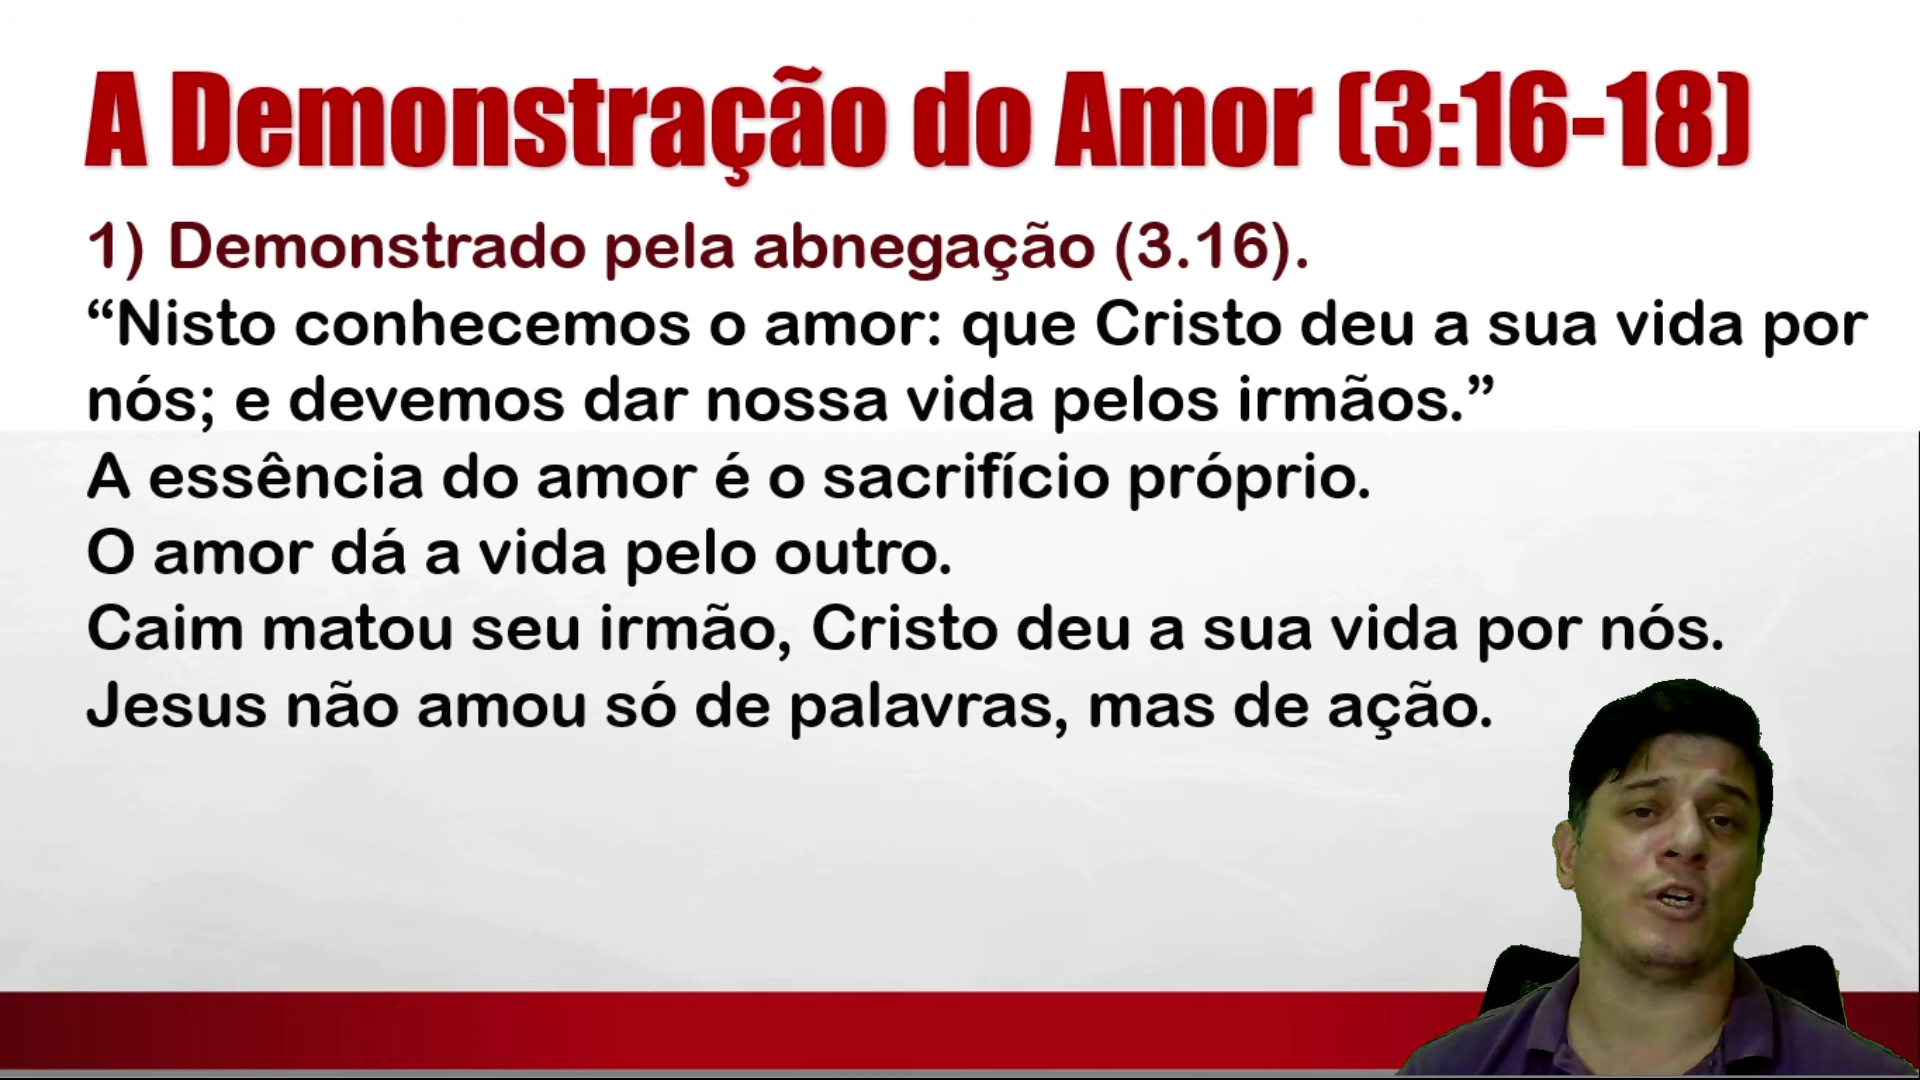 A Demonstração do Amor (3:16-18)
1) Demonstrado pela abnegação (3.16).
“Nisto conhecemos o amor: que Cristo deu a sua vida por
nós; e devemos dar nossa vida pelos irmãos.”
A essência do amor é o sacrifício próprio.
O amor dá a vida pelo outro.
Caim matou seu irmão, Cristo deu a sua vida por nós.
Jesus não amou só de palavras, mas de ação.